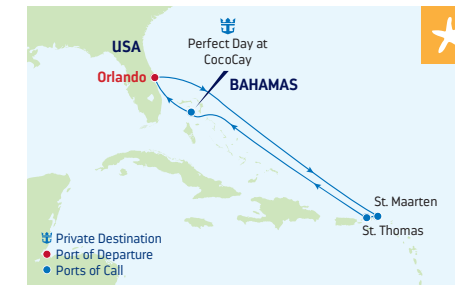 USA
Perfect Day at
CocoCay
Orlando
BAHAMAS
St. Maarten
St. Thomas
Private Destination
Port of Departure
Ports of Call